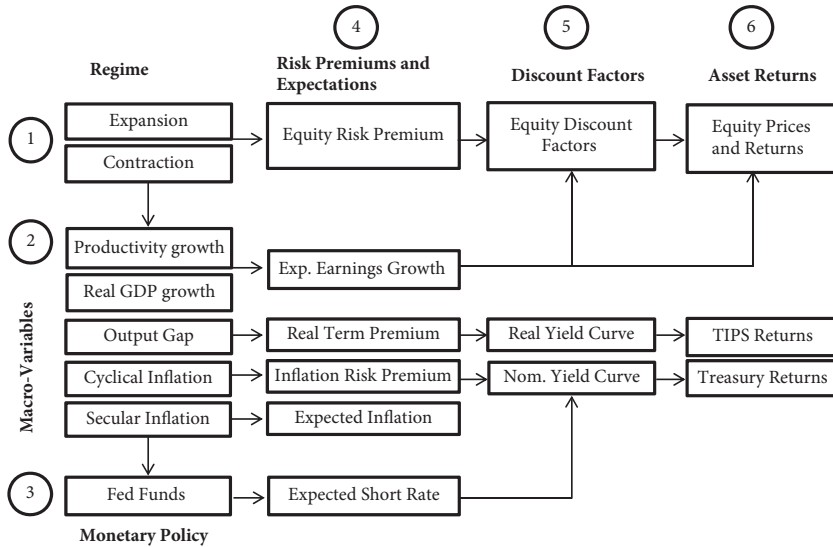 4
5
6
Regime
Risk Premiums and
Expectations
Discount Factors
Asset Returns
1
Expansion
Contraction
Equity Risk Premium
Equity Discount
Factors
Equity Prices
and Returns
2
Productivity growth
Real GDP growth
Exp. Earnings Growth
Macro-Variables
Output Gap
Real Term Premium
Real Yield Curve
TIPS Returns
Cyclical Inflation
Inflation Risk Premium
Nom. Yield Curve
Treasury Returns
Secular Inflation
Expected Inflation
3
Fed Funds
Expected Short Rate
Monetary Policy